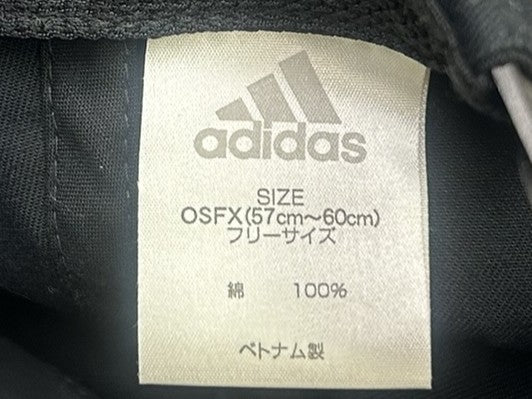 adidas
SIZE
OSFX(57cm〜60cm)
フリーサイズ
綿 100%
ベトナム製